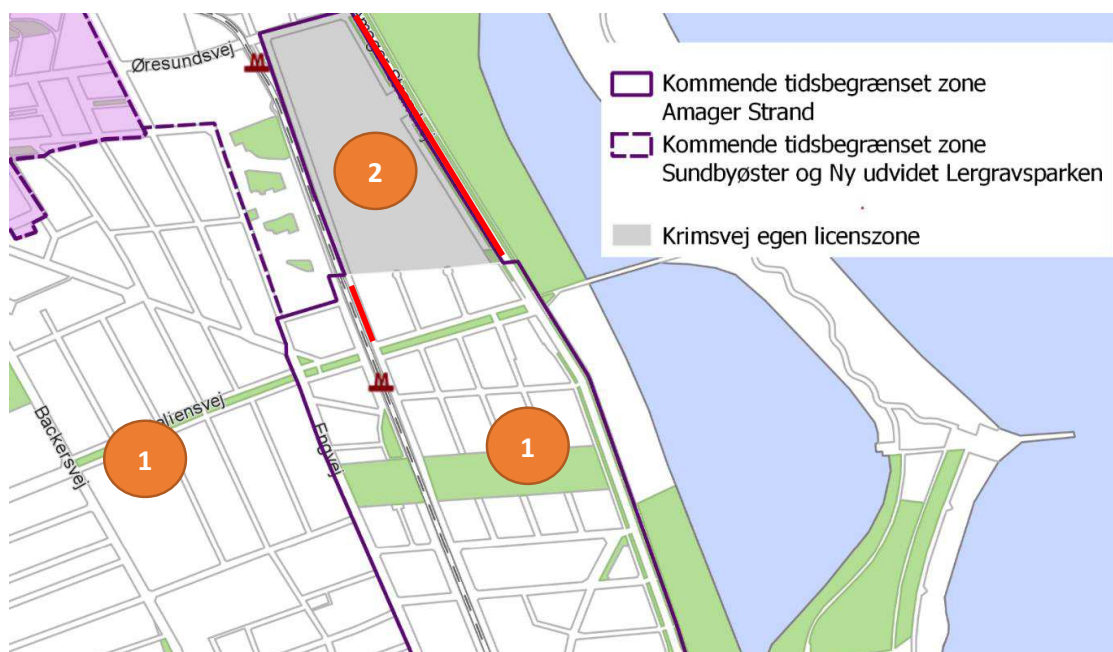 Øresundsvej
M
2
Kommende tidsbegrænset zone
Amager Strand
Kommende tidsbegrænset zone
Sundbyøster og Ny udvidet Lergravsparken
Krimsvej egen licenszone
M
aliensvej
Backersvej
Engvej
1
1